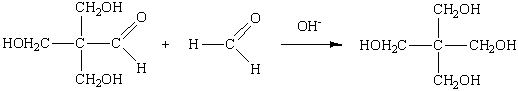 CH₂OH O
HOH₂C + H O OH⁻ HOH₂C CH₂OH
H H
CH₂OH CH₂OH
CH₂OH